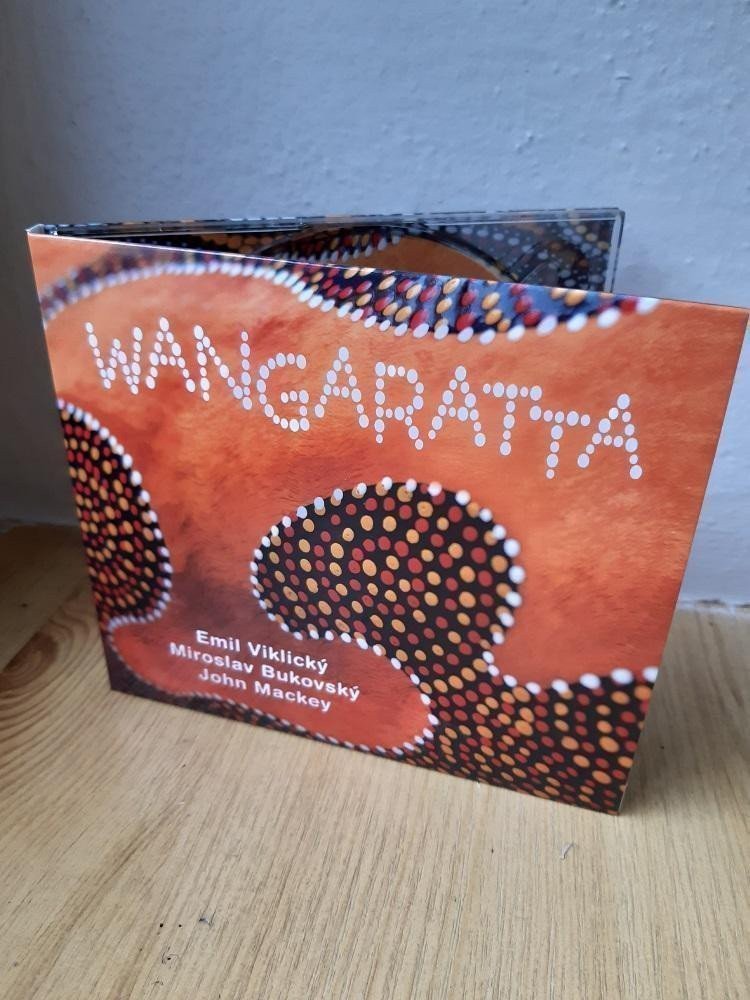 WANGARATTA
Emil Viklický
Miroslav Bukovský
John Mackey